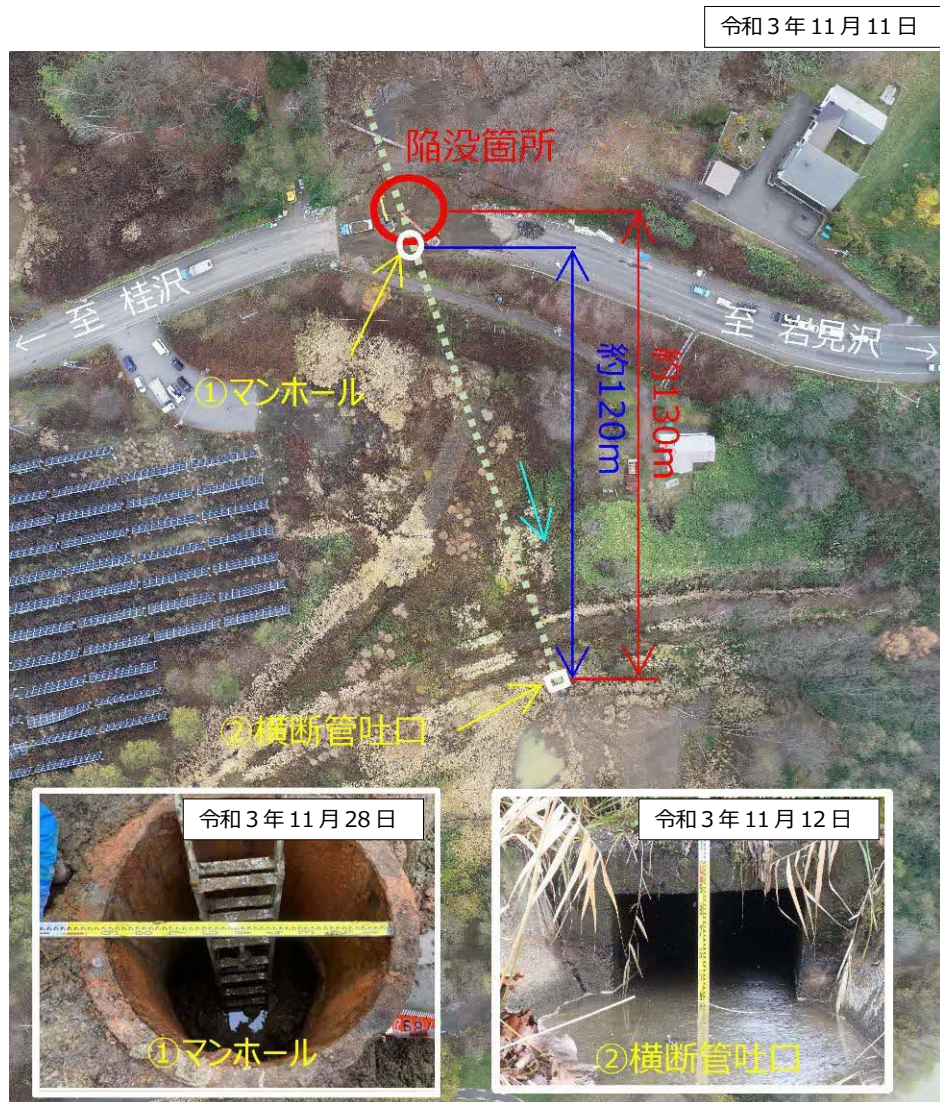 令和３年11月11日
陥没箇所
← 至 桂沢
至 岩見沢 →
①マンホール
約120m
約130m
②横断管吐口
令和３年11月28日
①マンホール
令和３年11月12日
②横断管吐口